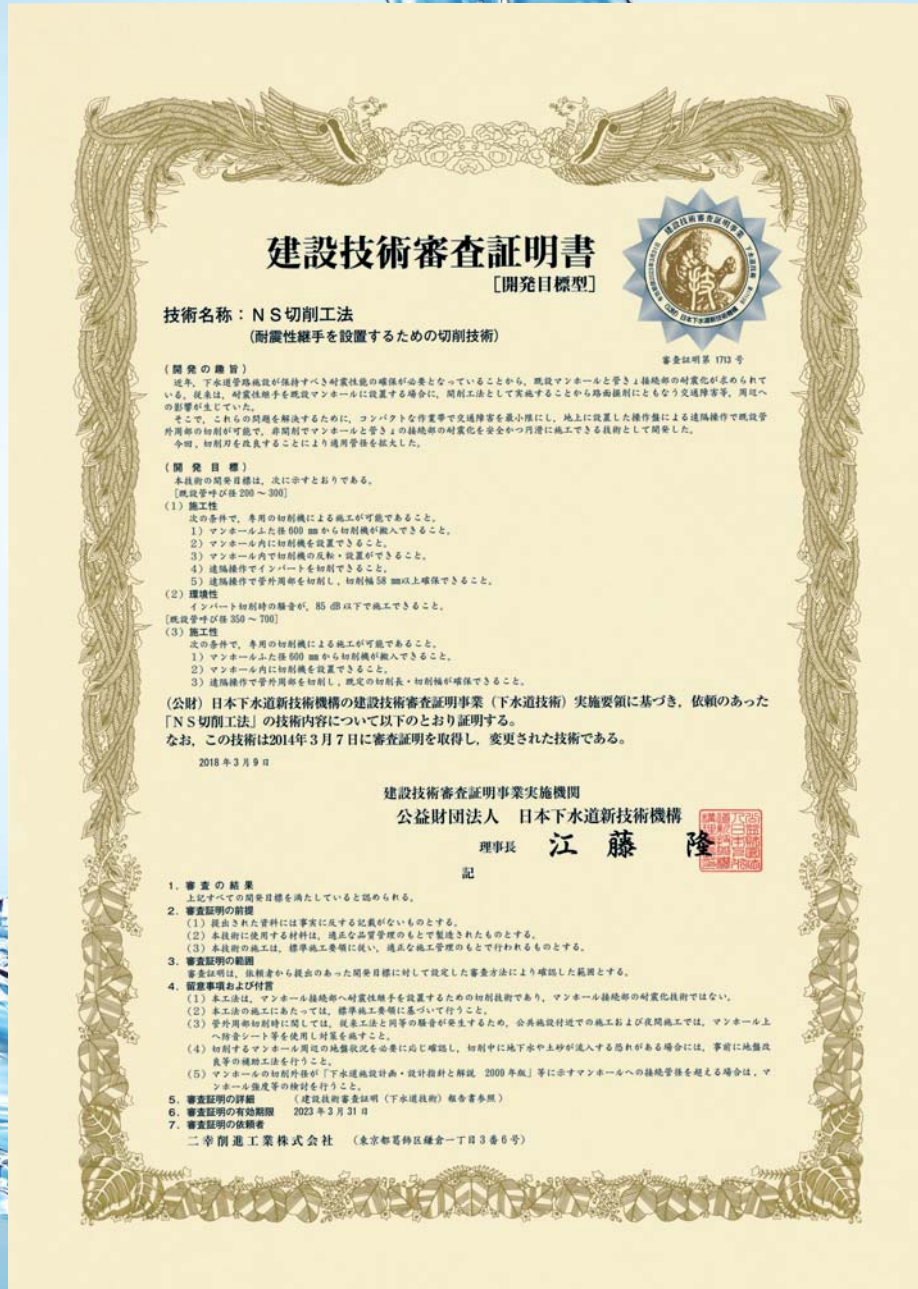 建設技術審査証明書
[開発目標型]
建設技術審査証明事業
下水道技術
技
(公財)日本下水道新技術機構
技術名称：NS切削工法
(耐震性継手を設置するための切削技術)
審査証明第 1713 号
(開発の趣旨)
近年，下水道管路施設が保持すべき耐震性能の確保が必要となっていることから，既設マンホールと管きょ接続部の耐震化が求められて
いる。従来は，耐震性継手を既設マンホールに設置する場合に，開削工法として実施することから路面掘削にともなう交通障害等，周辺へ
の影響が生じていた。
そこで，これらの問題を解決するために，コンパクトな作業帯で交通障害を最小限にし，地上に設置した操作盤による遠隔操作で既設管
外周部の切削が可能で，非開削でマンホールと管きょの接続部の耐震化を安全かつ円滑に施工できる技術として開発した。
今回，切削刃を改良することにより適用管径を拡大した。
(開発目標)
本技術の開発目標は，次に示すとおりである。
[既設管呼び径 200～300]
(1) 施工性
次の条件で，専用の切削機による施工が可能であること。
1) マンホールふた径 600 mm から切削機が搬入できること。
2) マンホール内に切削機を設置できること。
3) マンホール内で切削機の反転・設置ができること。
4) 遠隔操作でインバートを切削できること。
5) 遠隔操作で管外周部を切削し，切削幅 58 mm以上確保できること。
(2) 環境性
インバート切削時の騒音が，85 dB 以下で施工できること。
[既設管呼び径 350～700]
(3) 施工性
次の条件で，専用の切削機による施工が可能であること。
1) マンホールふた径 600 mm から切削機が搬入できること。
2) マンホール内に切削機を設置できること。
3) 遠隔操作で管外周部を切削し，既定の切削長・切削幅が確保できること。
(公財) 日本下水道新技術機構の建設技術審査証明事業 (下水道技術) 実施要領に基づき，依頼のあった
「NS切削工法」の技術内容について以下のとおり証明する。
なお，この技術は2014年3月7日に審査証明を取得し，変更された技術である。
2018 年 3 月 9 日
建設技術審査証明事業実施機関
公益財団法人 日本下水道新技術機構
理事長 江藤 隆
記
1．審査の結果
上記すべての開発目標を満たしていると認められる。
2．審査証明の前提
(1) 提出された資料には事実に反する記載がないものとする。
(2) 本技術に使用する材料は，適正な品質管理のもとで製造されたものとする。
(3) 本技術の施工は，標準施工要領に従い，適正な施工管理のもとで行われるものとする。
3．審査証明の範囲
審査証明は，依頼者から提出のあった開発目標に対して設定した審査方法により確認した範囲とする。
4．留意事項および付言
(1) 本工法は，マンホール接続部へ耐震性継手を設置するための切削技術であり，マンホール接続部の耐震化技術ではない。
(2) 本工法の施工にあたっては，標準施工要領に基づいて行うこと。
(3) 管外周部切削時に関しては，従来工法と同等の騒音が発生するため，公共施設付近での施工および夜間施工では，マンホール上
へ防音シート等を使用し対策を施すこと。
(4) 切削するマンホール周辺の地盤状況を必要に応じ確認し，切削中に地下水や土砂が流入する恐れがある場合には，事前に地盤改
良等の補助工法を行うこと。
(5) マンホールの切削外径が「下水道施設計画・設計指針と解説 2009 年版」等に示すマンホールへの接続管径を超える場合は，マ
ンホール強度等の検討を行うこと。
5．審査証明の詳細 (建設技術審査証明 (下水道技術) 報告書参照)
6．審査証明の有効期限 2023 年 3 月 31 日
7．審査証明の依頼者
二幸削進工業株式会社 (東京都葛飾区鎌倉一丁目3番6号)